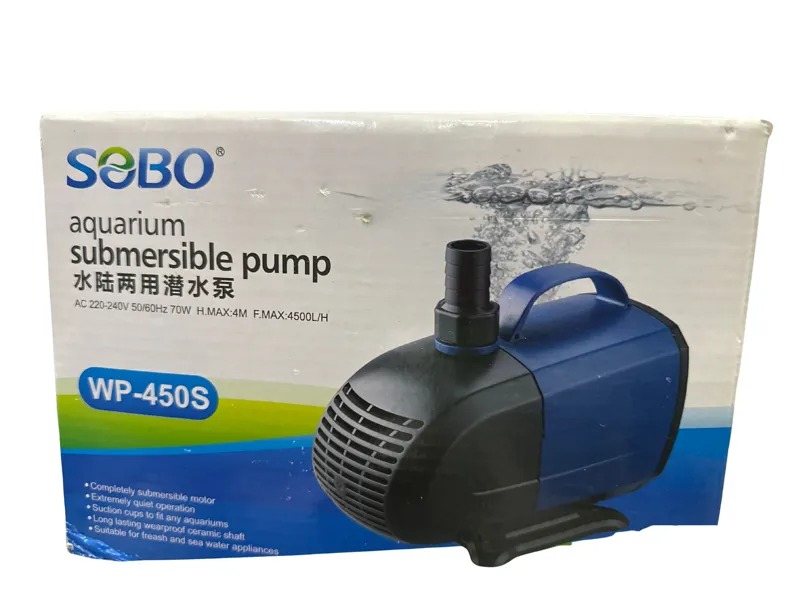 SOBO®
aquarium
submersible pump
水陆两用潜水泵
AC 220-240V 50/60Hz 70W H.MAX:4M F.MAX:4500L/H
WP-450S
•Completely submersible motor
•Extremely quiet operation
•Suction cups to fit any aquariums
•Long lasting wearproof ceramic shaft
•Suitable for freash and sea water appliances